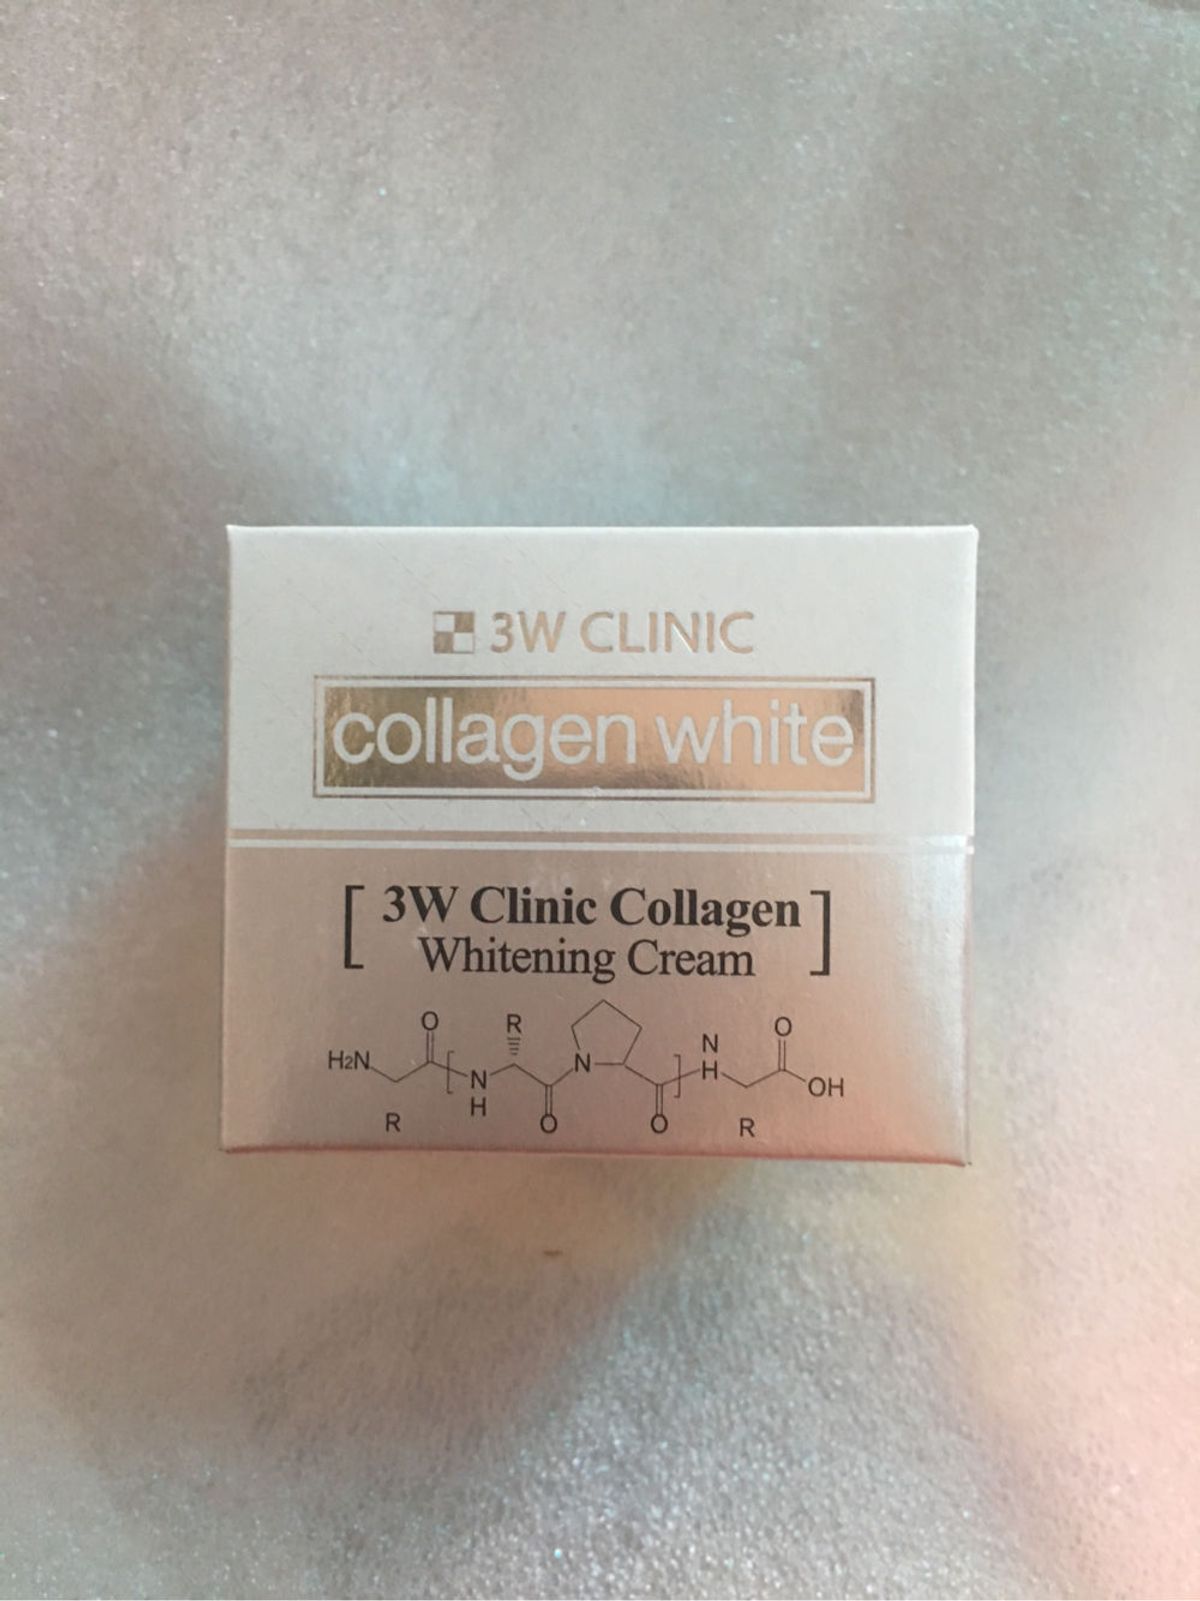 3W CLINIC
collagen white
[ 3W Clinic Collagen
Whitening Cream ]
O R O
H2N N N N H OH
H O O
R R